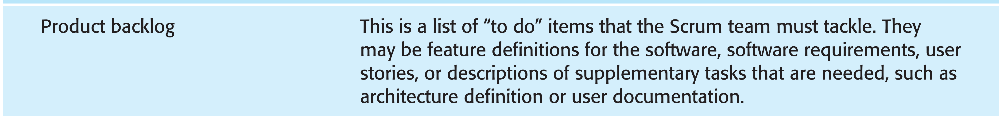 Product backlog
This is a list of “to do” items that the Scrum team must tackle. They
may be feature definitions for the software, software requirements, user
stories, or descriptions of supplementary tasks that are needed, such as
architecture definition or user documentation.